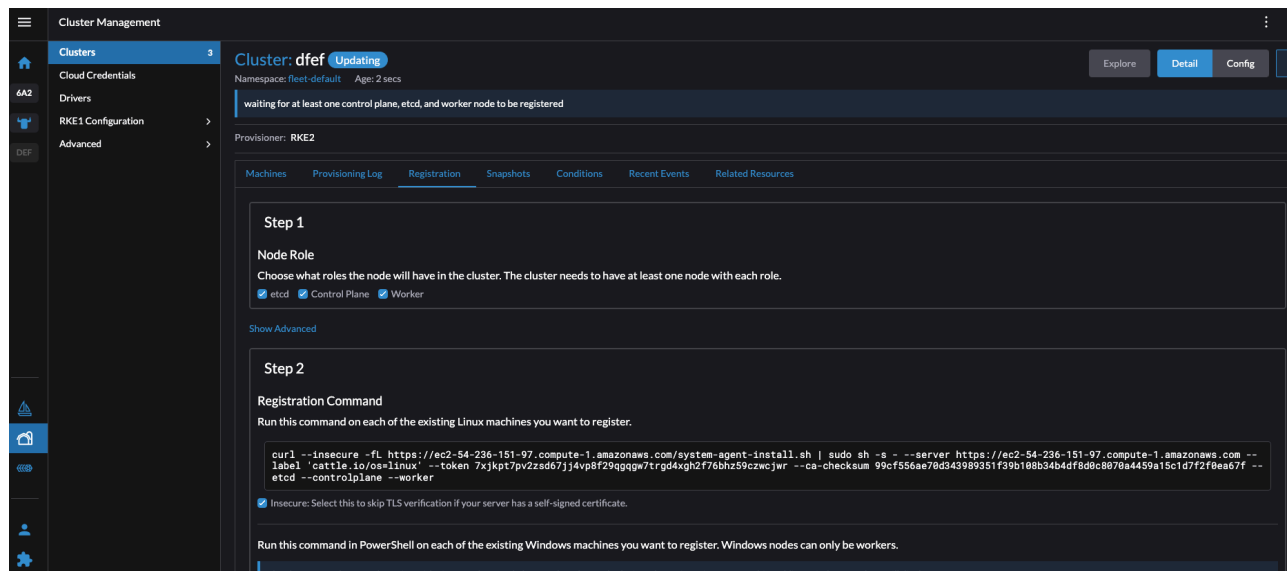 Cluster Management
Clusters 3
Cloud Credentials
Drivers
RKE1 Configuration
Advanced
6A2
DEF
Cluster: dfef Updating
Namespace: fleet-default Age: 2 secs
Explore Detail Config
waiting for at least one control plane, etcd, and worker node to be registered
Provisioner: RKE2
Machines Provisioning Log Registration Snapshots Conditions Recent Events Related Resources
Step 1
Node Role
Choose what roles the node will have in the cluster. The cluster needs to have at least one node with each role.
etcd Control Plane Worker
Show Advanced
Step 2
Registration Command
Run this command on each of the existing Linux machines you want to register.
curl --insecure -fL https://ec2-54-236-151-97.compute-1.amazonaws.com/system-agent-install.sh | sudo sh -s - --server https://ec2-54-236-151-97.compute-1.amazonaws.com --
label 'cattle.io/os=linux' --token 7xjkpt7pv2zsd67jj4vp8f29qgqgw7trgd4xgh2f76bhz59czwcjwr --ca-checksum 99cf556ae70d343989351f39b108b34b4df8d0c8070a4459a15c1d7f2f0ea67f --
etcd --controlplane --worker
Insecure: Select this to skip TLS verification if your server has a self-signed certificate.
Run this command in PowerShell on each of the existing Windows machines you want to register. Windows nodes can only be workers.